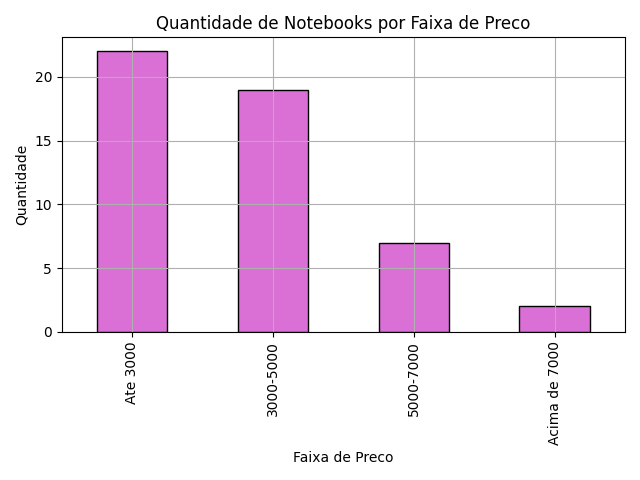 Quantidade de Notebooks por Faixa de Preco
Quantidade
20
15
10
5
0
Ate 3000
3000-5000
5000-7000
Acima de 7000
Faixa de Preco